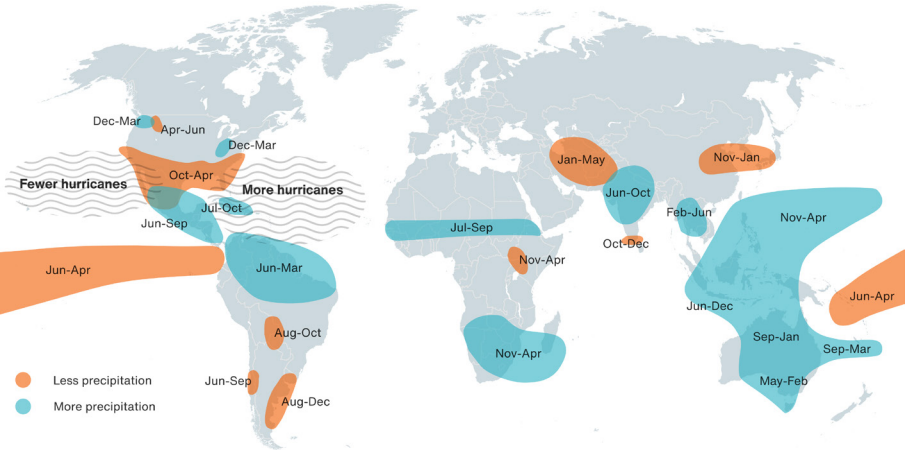 Dec-Mar
Apr-Jun
Dec-Mar
Fewer hurricanes
Oct-Apr
More hurricanes
Jul-Oct
Jun-Sep
Jun-Apr
Jun-Mar
Aug-Oct
Jun-Sep
Aug-Dec
Jan-May
Nov-Jan
Jun-Oct
Feb-Jun
Nov-Apr
Jul-Sep
Oct-Dec
Nov-Apr
Jun-Dec
Jun-Apr
Sep-Jan
Sep-Mar
Nov-Apr
May-Feb
Less precipitation
More precipitation